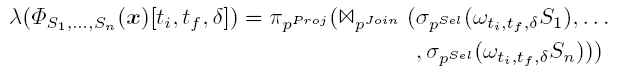 λ(Φ_{S_1,...,S_n}(𝒙)[t_i, t_f, δ]) = π_{p^{Proj}}(⋈_{p^{Join}} (σ_{p^{Sel}}(ω_{t_i,t_f,δ}S_1), ...
, σ_{p^{Sel}}(ω_{t_i,t_f,δ}S_n)))